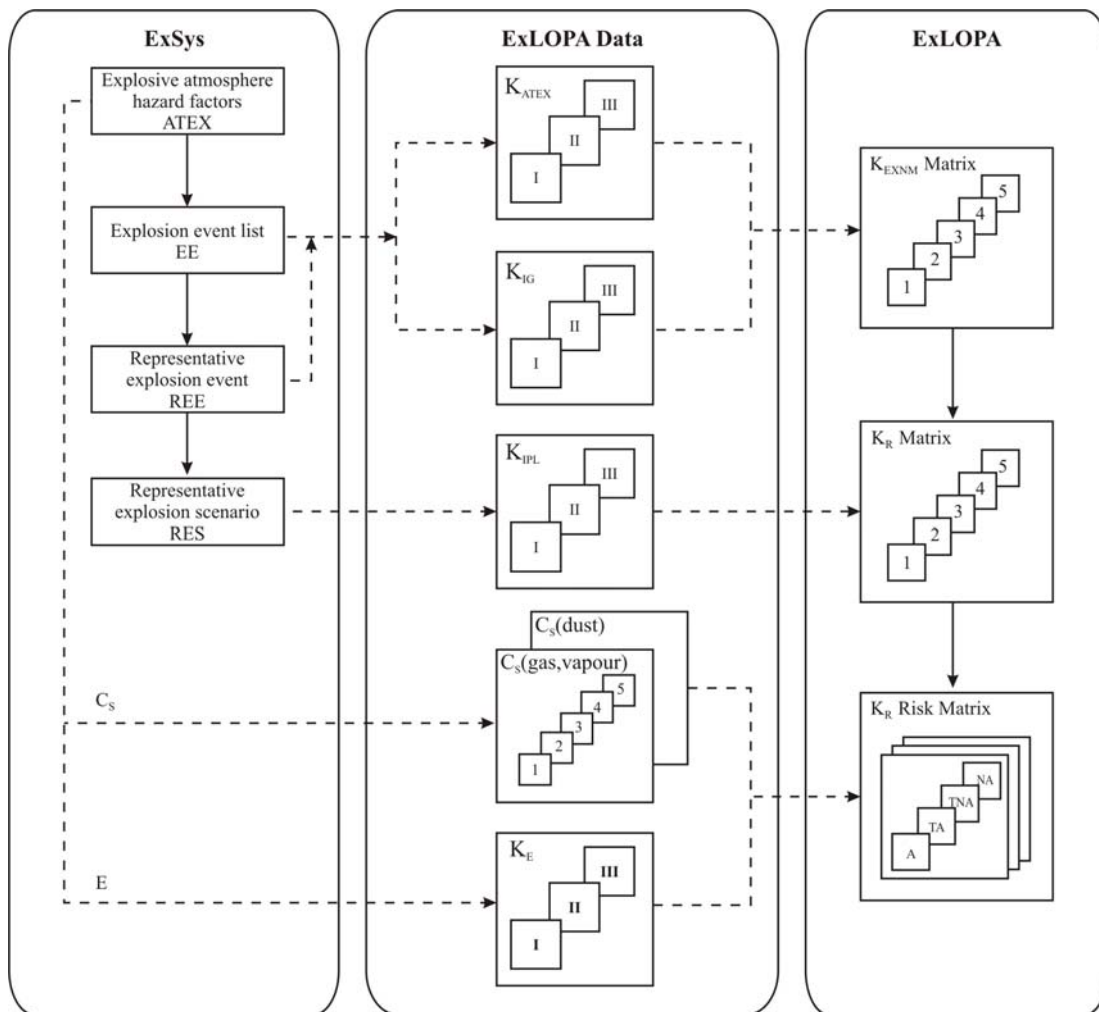 ExSys
Explosive atmosphere
hazard factors
ATEX
Explosion event list
EE
Representative
explosion event
REE
Representative
explosion scenario
RES
C_S
E
ExLOPA Data
K_ATEX
III
II
I
K_IG
III
II
I
K_IPL
III
II
I
C_S(dust)
C_S(gas,vapour)
5
4
3
2
1
K_E
III
II
I
ExLOPA
K_EXNM Matrix
5
4
3
2
1
K_R Matrix
5
4
3
2
1
K_R Risk Matrix
NA
TNA
TA
A